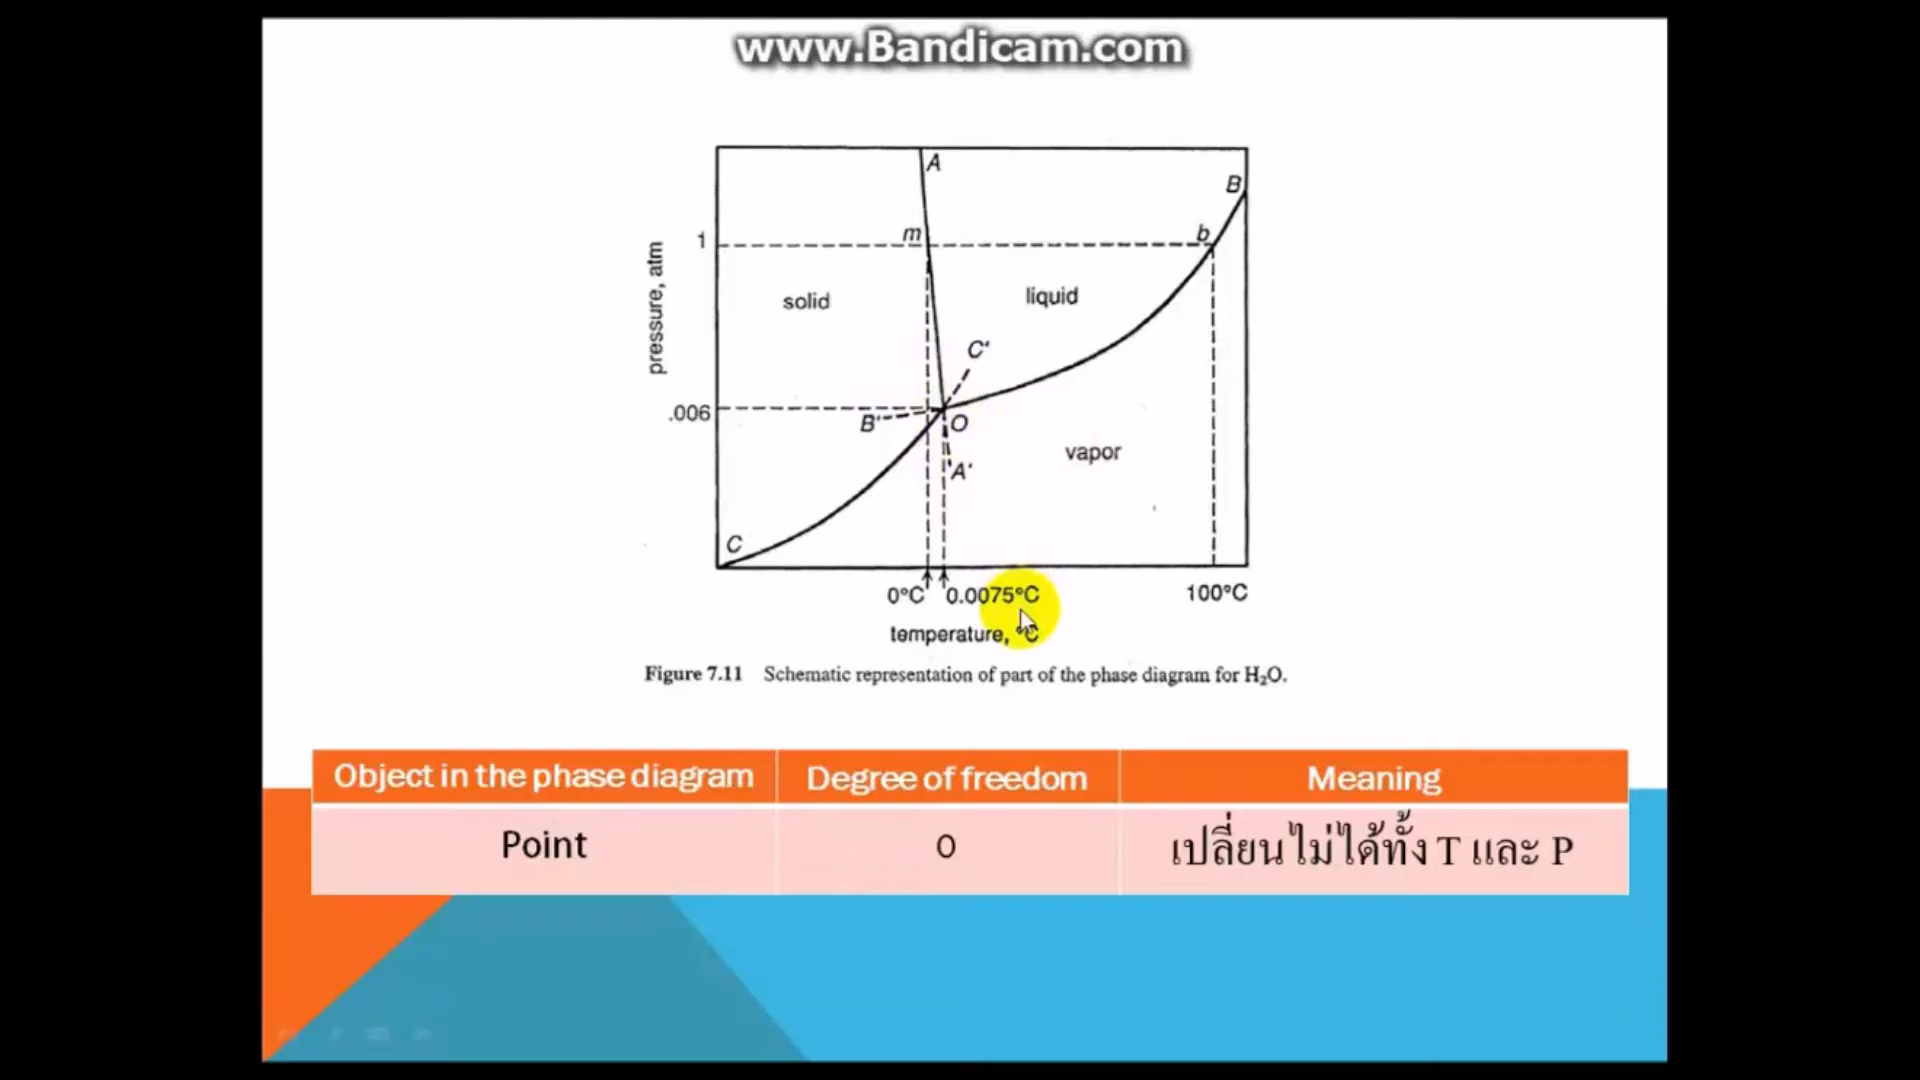 www.Bandicam.com
A
B
1
m
b
pressure, atm
solid
liquid
C'
.006
B'
O
vapor
A'
C
0°C
0.0075°C
100°C
temperature, °C
Figure 7.11 Schematic representation of part of the phase diagram for H₂O.
Object in the phase diagram Degree of freedom Meaning
Point 0 เปลี่ยนไม่ได้ทั้ง T และ P